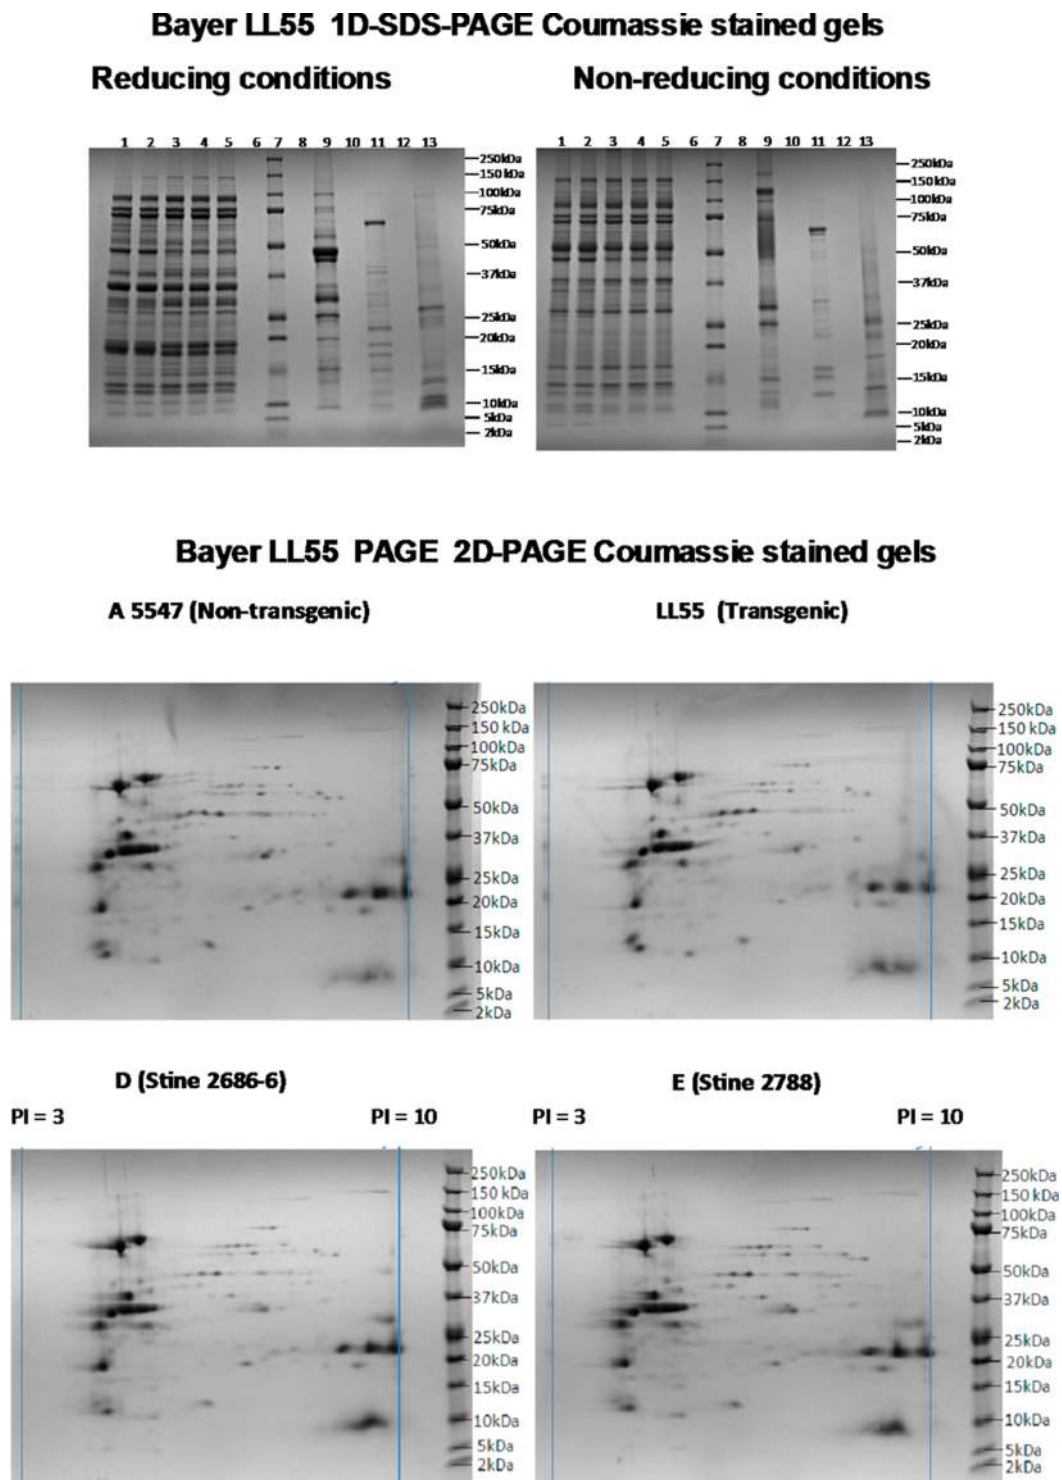 Bayer LL55 1D-SDS-PAGE Coumassie stained gels
Reducing conditions
Non-reducing conditions
1 2 3 4 5 6 7 8 9 10 11 12 13
250kDa
150 kDa
100kDa
75kDa
50kDa
37kDa
25kDa
20kDa
15kDa
10kDa
5kDa
2kDa
1 2 3 4 5 6 7 8 9 10 11 12 13
250kDa
150kDa
100kDa
75kDa
50kDa
37kDa
25kDa
20kDa
15kDa
10kDa
5kDa
2kDa
Bayer LL55 PAGE 2D-PAGE Coumassie stained gels
A 5547 (Non-transgenic)
LL55 (Transgenic)
250kDa
150 kDa
100kDa
75kDa
50kDa
37kDa
25kDa
20kDa
15kDa
10kDa
5kDa
2kDa
250kDa
150 kDa
100kDa
75kDa
50kDa
37kDa
25kDa
20kDa
15kDa
10kDa
5kDa
2kDa
D (Stine 2686-6)
E (Stine 2788)
PI = 3
PI = 10
PI = 3
PI = 10
250kDa
150 kDa
100kDa
75kDa
50kDa
37kDa
25kDa
20kDa
15kDa
10kDa
5kDa
2kDa
250kDa
150 kDa
100kDa
75kDa
50kDa
37kDa
25kDa
20kDa
15kDa
10kDa
5kDa
2kDa